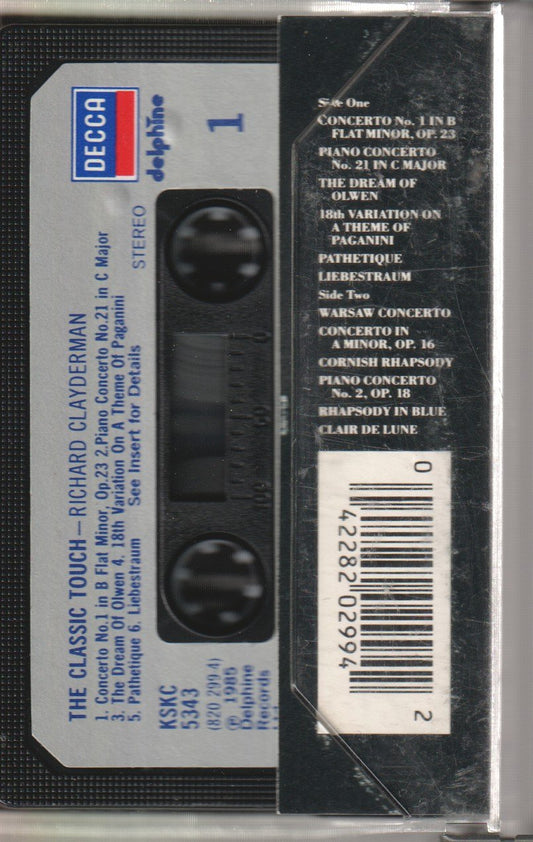 DECCA
delphine
1
STEREO
THE CLASSIC TOUCH — RICHARD CLAYDERMAN
1. Concerto No.1 in B Flat Minor, Op.23 2.Piano Concerto No.21 in C Major
3. The Dream Of Olwen 4. 18th Variation On A Theme Of Paganini
5. Pathetique 6. Liebestraum See Insert for Details
KSKC
5343
(820 299-4)
℗ 1985
Delphine
Records
0
50
100
Side One
CONCERTO No. 1 IN B
FLAT MINOR, OP. 23
PIANO CONCERTO
No. 21 IN C MAJOR
THE DREAM OF
OLWEN
18th VARIATION ON
A THEME OF
PAGANINI
PATHETIQUE
LIEBESTRAUM
Side Two
WARSAW CONCERTO
CONCERTO IN
A MINOR, OP. 16
CORNISH RHAPSODY
PIANO CONCERTO
No. 2, OP. 18
RHAPSODY IN BLUE
CLAIR DE LUNE
0 42282 02994 2